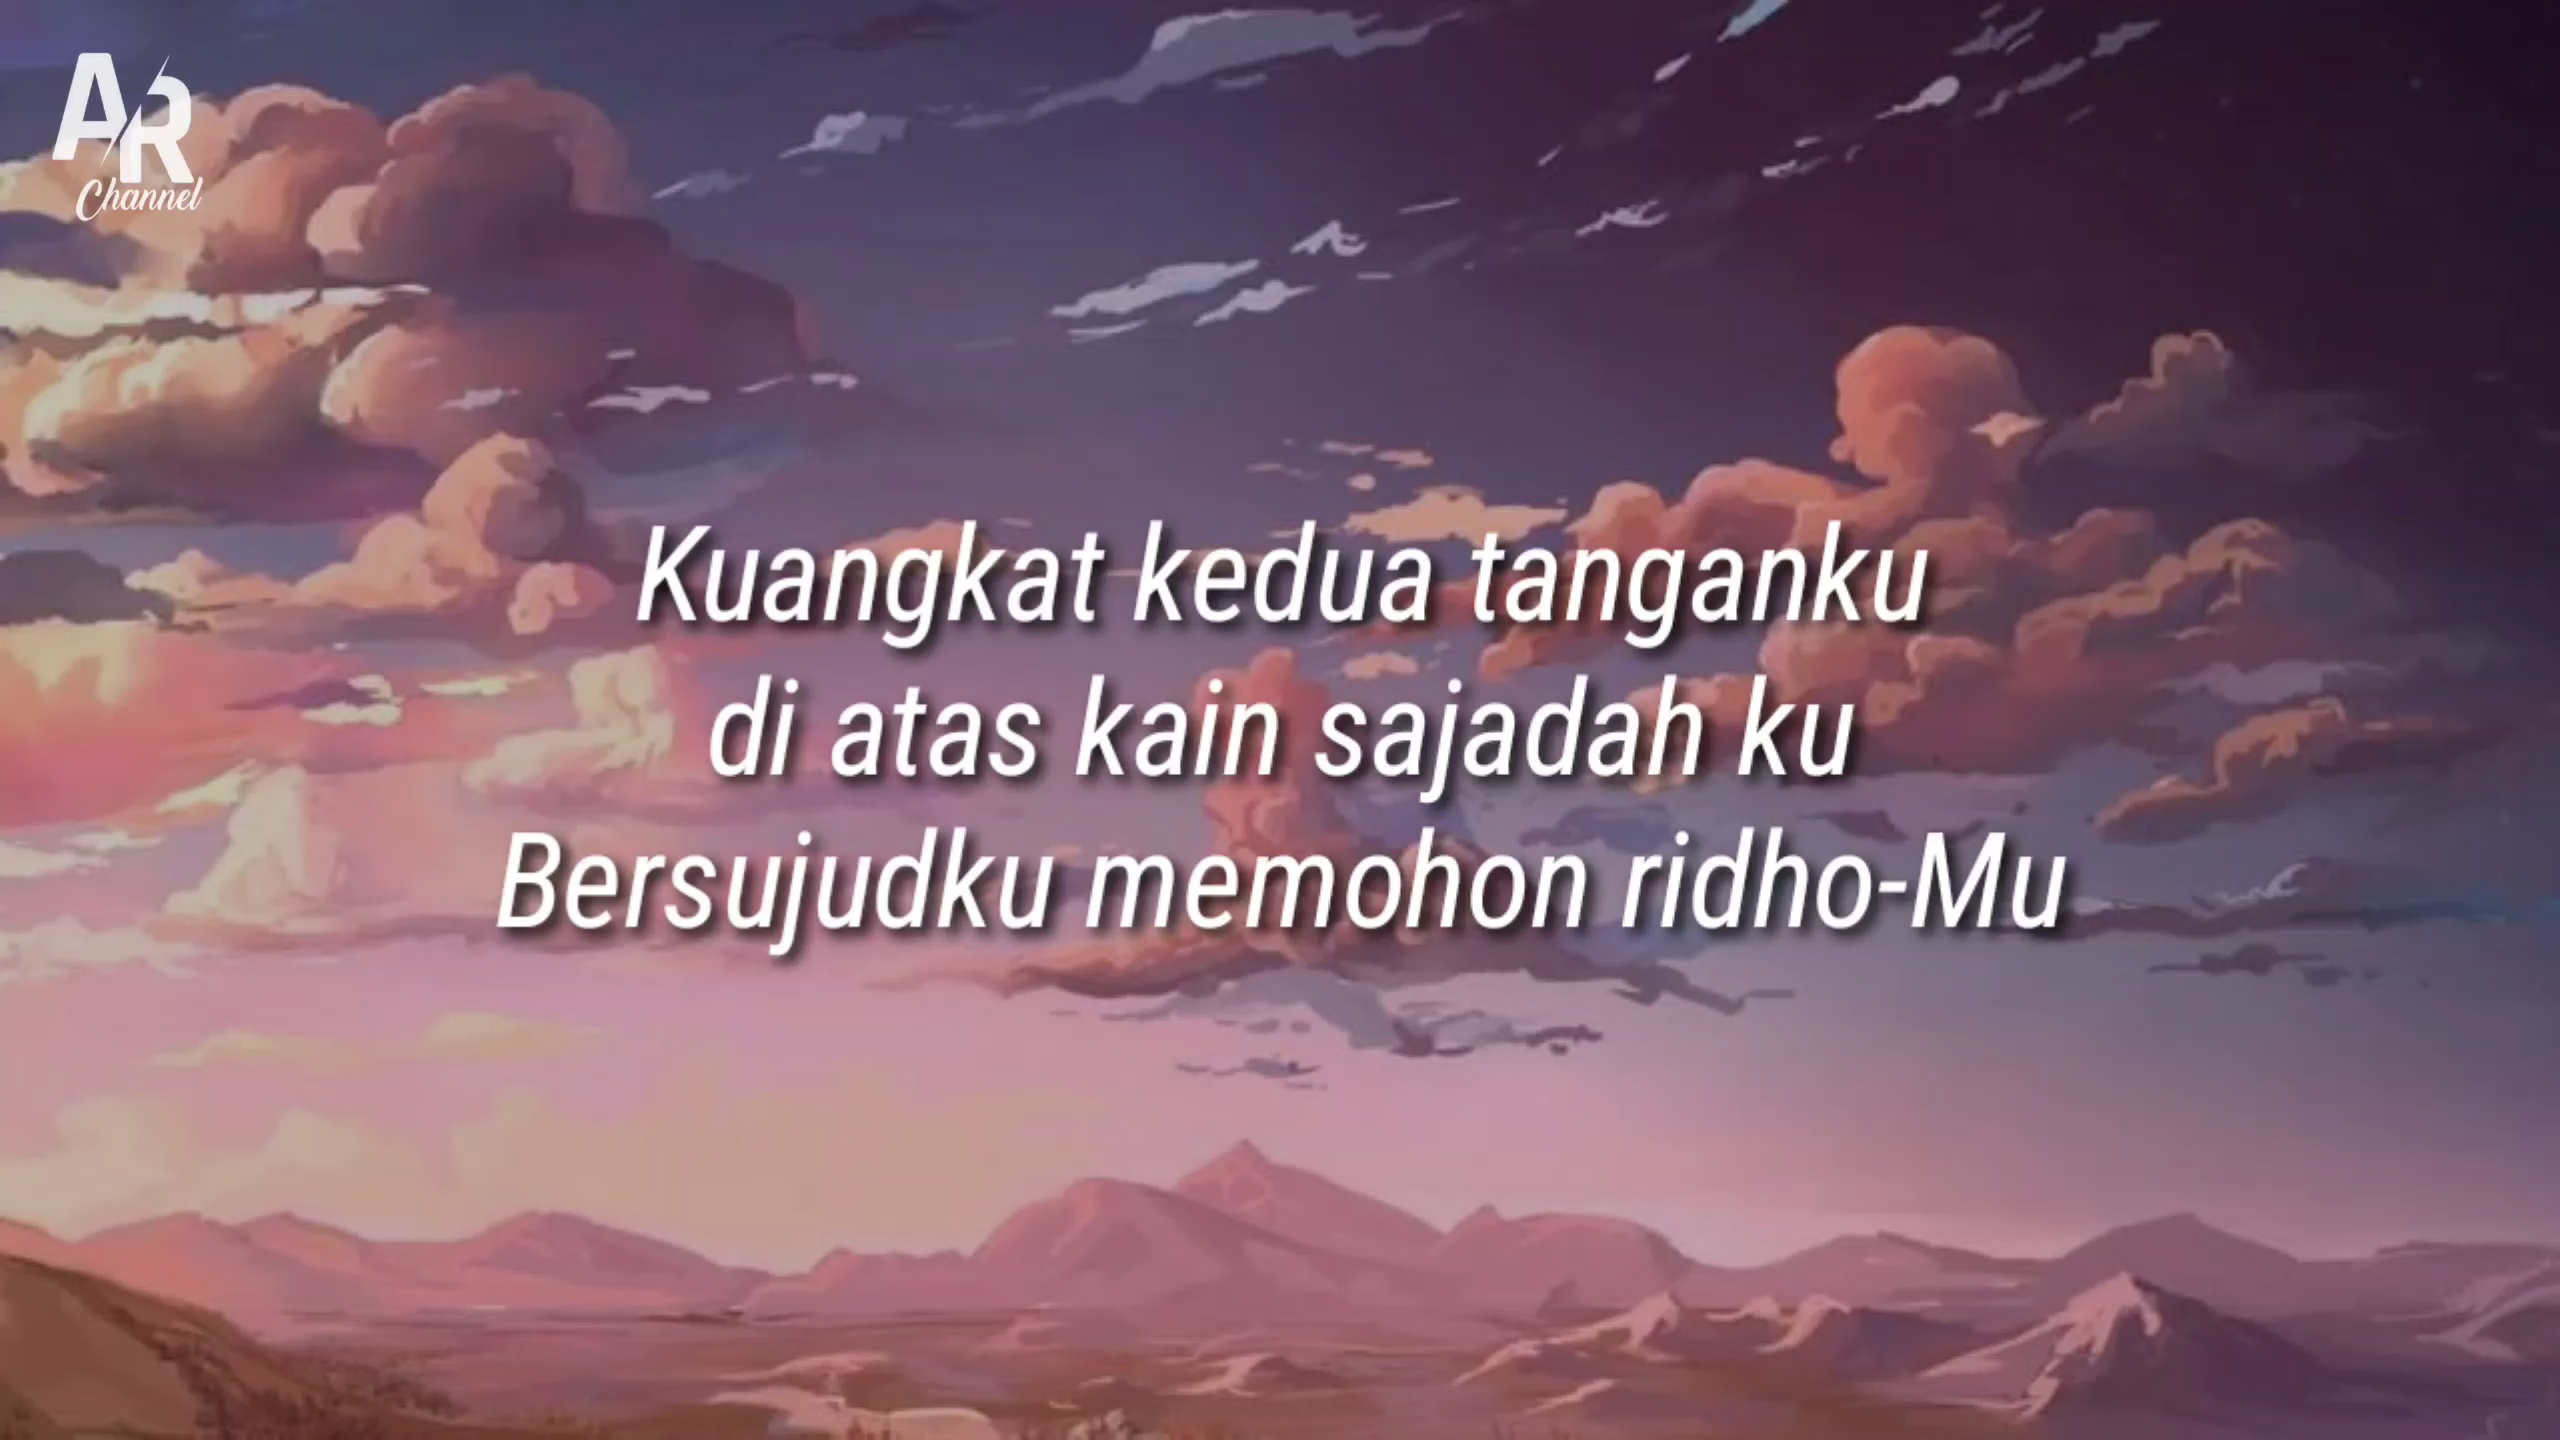 AR
Channel
Kuangkat kedua tanganku
di atas kain sajadah ku
Bersujudku memohon ridho-Mu